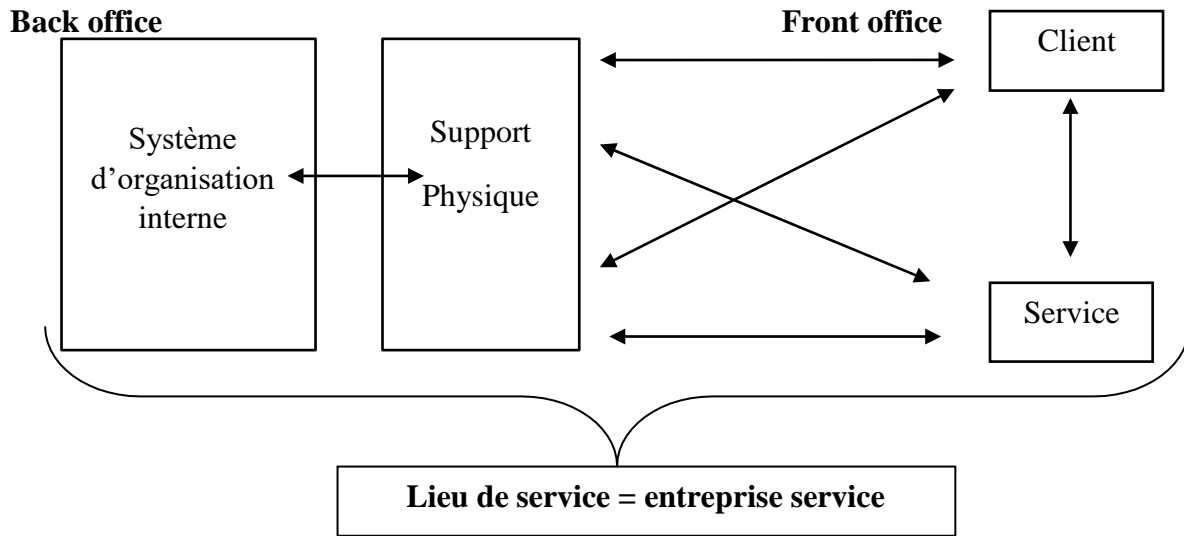 Back office
Front office
Client
Système
d'organisation
interne
Support
Physique
Service
Lieu de service = entreprise service